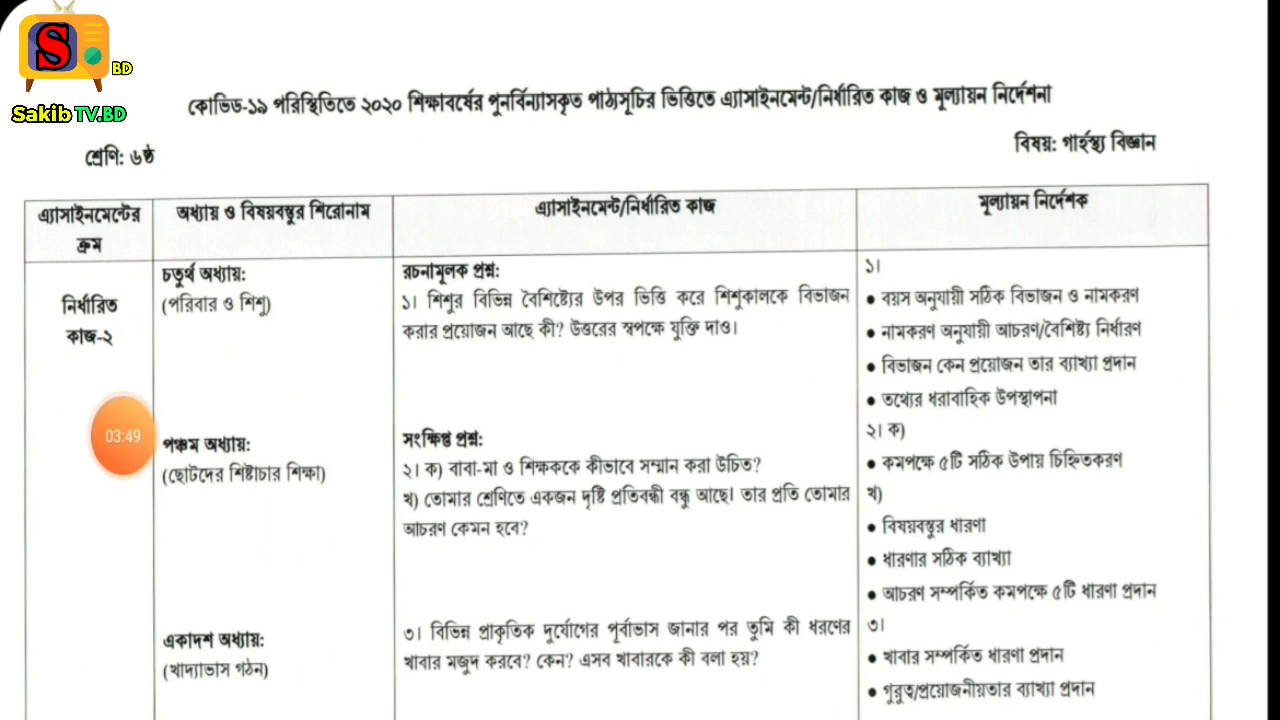 S
BD
Sakib TV.BD
কোভিড-১৯ পরিস্থিতিতে ২০২০ শিক্ষাবর্ষের পুনর্বিন্যাসকৃত পাঠ্যসূচির ভিত্তিতে এ্যাসাইনমেন্ট/নির্ধারিত কাজ ও মূল্যায়ন নির্দেশনা
শ্রেণি: ৬ষ্ঠ
বিষয়: গার্হস্থ্য বিজ্ঞান
এ্যাসাইনমেন্টের
ক্রম
অধ্যায় ও বিষয়বস্তুর শিরোনাম
এ্যাসাইনমেন্ট/নির্ধারিত কাজ
মূল্যায়ন নির্দেশক
নির্ধারিত
কাজ-২
03:49
চতুর্থ অধ্যায়:
(পরিবার ও শিশু)
রচনামূলক প্রশ্ন:
১। শিশুর বিভিন্ন বৈশিষ্ট্যের উপর ভিত্তি করে শিশুকালকে বিভাজন
করার প্রয়োজন আছে কী? উত্তরের স্বপক্ষে যুক্তি দাও।
১।
● বয়স অনুযায়ী সঠিক বিভাজন ও নামকরণ
● নামকরণ অনুযায়ী আচরণ/বৈশিষ্ট্য নির্ধারণ
● বিভাজন কেন প্রয়োজন তার ব্যাখ্যা প্রদান
● তথ্যের ধরাবাহিক উপস্থাপনা
পঞ্চম অধ্যায়:
(ছোটদের শিষ্টাচার শিক্ষা)
সংক্ষিপ্ত প্রশ্ন:
২। ক) বাবা-মা ও শিক্ষককে কীভাবে সম্মান করা উচিত?
খ) তোমার শ্রেণিতে একজন দৃষ্টি প্রতিবন্ধী বন্ধু আছে। তার প্রতি তোমার
আচরণ কেমন হবে?
২। ক)
● কমপক্ষে ৫টি সঠিক উপায় চিহ্নিতকরণ
খ)
● বিষয়বস্তুর ধারণা
● ধারণার সঠিক ব্যাখ্যা
● আচরণ সম্পর্কিত কমপক্ষে ৫টি ধারণা প্রদান
একাদশ অধ্যায়:
(খাদ্যাভাস গঠন)
৩। বিভিন্ন প্রাকৃতিক দুর্যোগের পূর্বাভাস জানার পর তুমি কী ধরণের
খাবার মজুদ করবে? কেন? এসব খাবারকে কী বলা হয়?
৩।
● খাবার সম্পর্কিত ধারণা প্রদান
● গুরুত্ব/প্রয়োজনীয়তার ব্যাখ্যা প্রদান